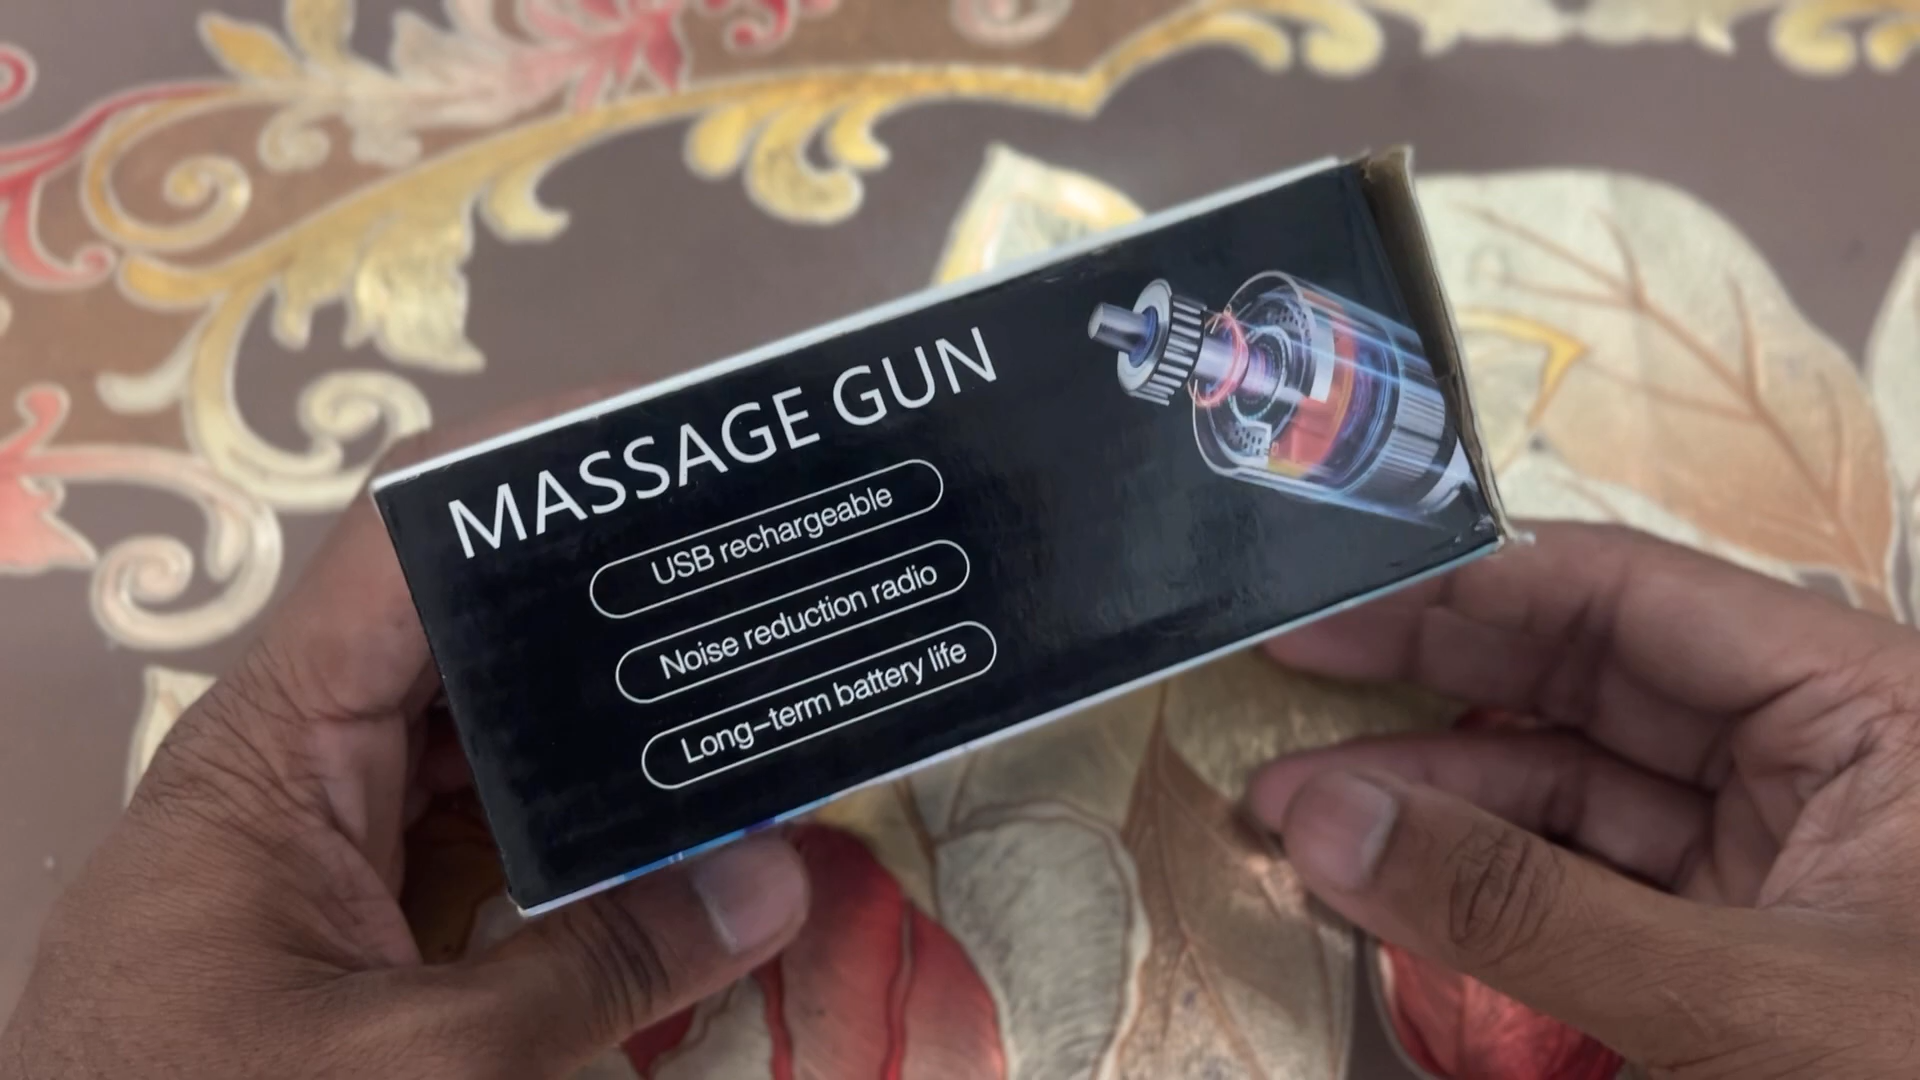 MASSAGE GUN
USB rechargeable
Noise reduction radio
Long-term battery life